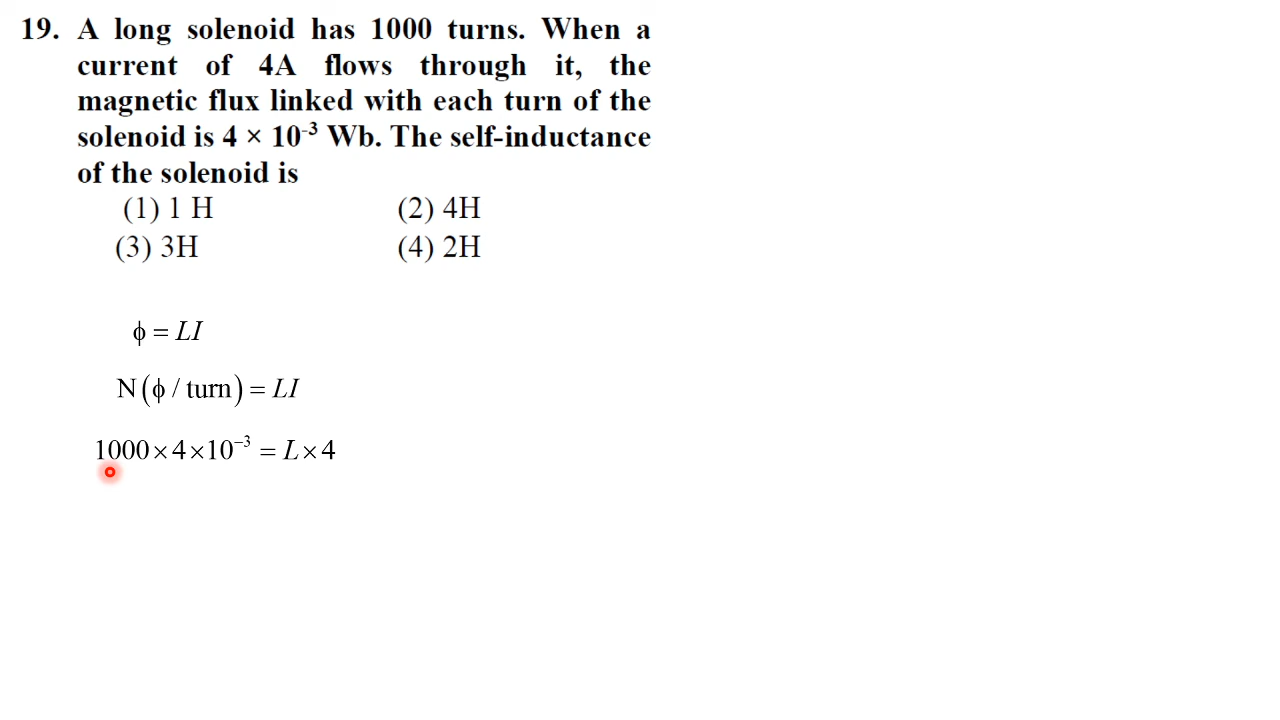 19. A long solenoid has 1000 turns. When a
current of 4A flows through it, the
magnetic flux linked with each turn of the
solenoid is 4 × 10⁻³ Wb. The self-inductance
of the solenoid is
(1) 1 H (2) 4H
(3) 3H (4) 2H
ϕ = LI
N(ϕ / turn) = LI
1000 × 4 × 10⁻³ = L × 4